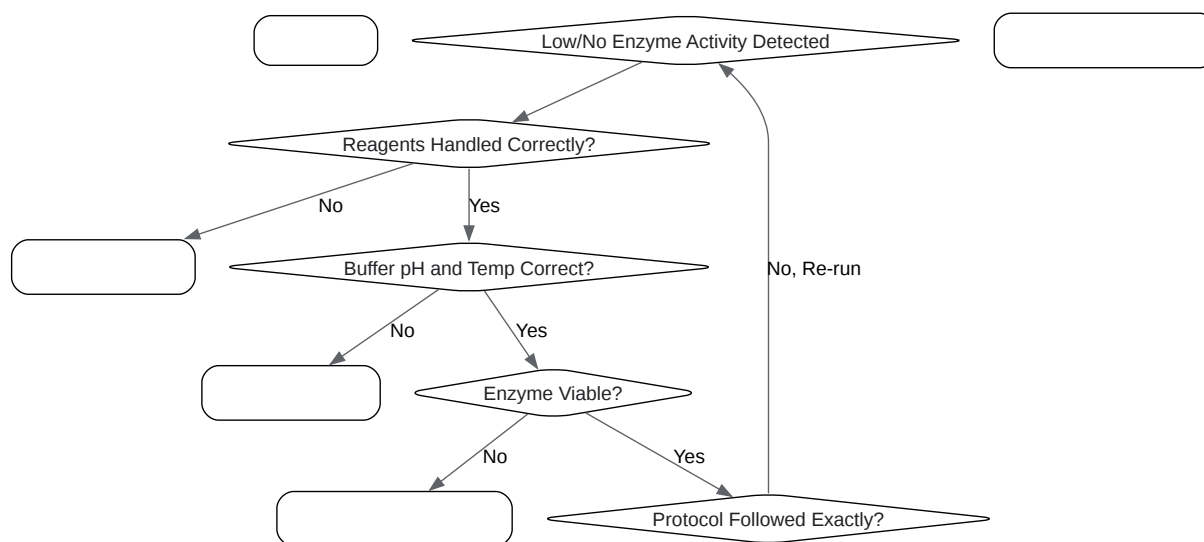 Low/No Enzyme Activity Detected
Reagents Handled Correctly?
No
Yes
Buffer pH and Temp Correct?
No, Re-run
No
Yes
Enzyme Viable?
No
Yes
Protocol Followed Exactly?